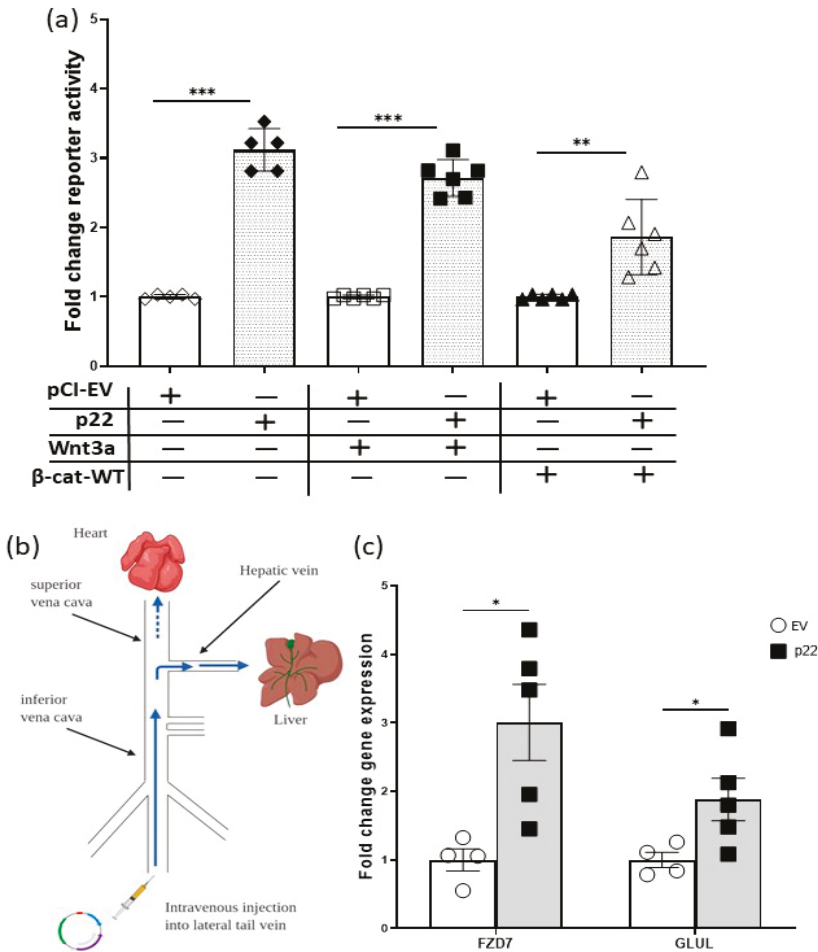 (a)
5
4
3
2
1
0
Fold change reporter activity
***
***
**
pCI-EV + — + — + —
p22 — + — + — +
Wnt3a — — + + — —
β-cat-WT — — — — + +
(b)
Heart
superior
vena cava
Hepatic vein
inferior
vena cava
Liver
Intravenous injection
into lateral tail vein
(c)
5
4
3
2
1
0
Fold change gene expression
*
*
EV
p22
FZD7 GLUL